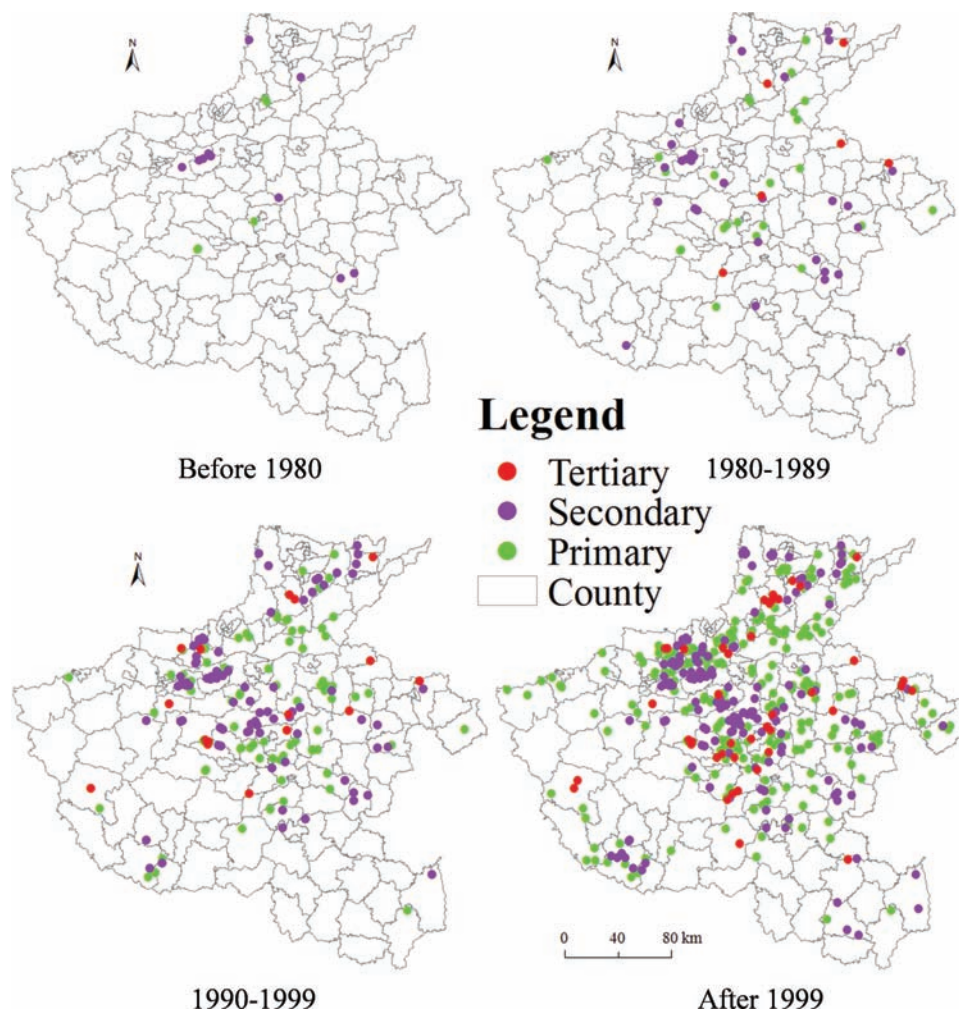 N
N
Before 1980
1980-1989
Legend
Tertiary
Secondary
Primary
County
N
0 40 80 km
1990-1999
After 1999